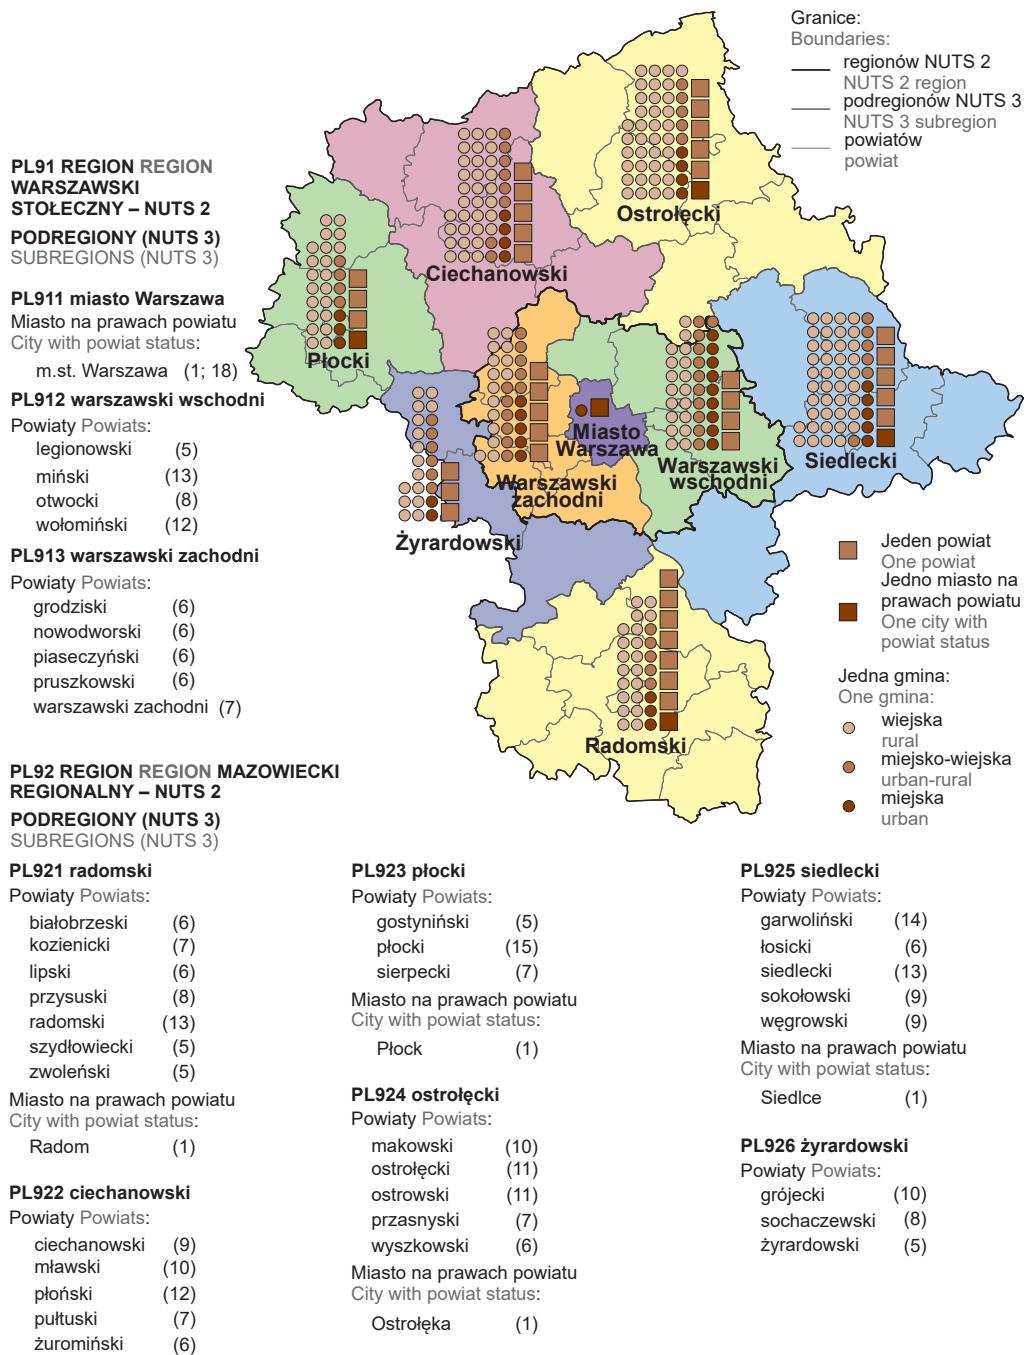 Granice:
Boundaries:
regionów NUTS 2
NUTS 2 region
podregionów NUTS 3
NUTS 3 subregion
powiatów
powiat
PL91 REGION REGION
WARSZAWSKI
STOŁECZNY – NUTS 2
PODREGIONY (NUTS 3)
SUBREGIONS (NUTS 3)
PL911 miasto Warszawa
Miasto na prawach powiatu
City with powiat status:
m.st. Warszawa (1; 18)
PL912 warszawski wschodni
Powiaty Powiats:
legionowski (5)
miński (13)
otwocki (8)
wołomiński (12)
PL913 warszawski zachodni
Powiaty Powiats:
grodziski (6)
nowodworski (6)
piaseczyński (6)
pruszkowski (6)
warszawski zachodni (7)
Ostrołęcki
Ciechanowski
Płocki
Miasto
Warszawa
Warszawski
wschodni
Siedlecki
Warszawski
zachodni
Żyrardowski
Radomski
Jeden powiat
One powiat
Jedno miasto na
prawach powiatu
One city with
powiat status
Jedna gmina:
One gmina:
wiejska
rural
miejsko-wiejska
urban-rural
miejska
urban
PL92 REGION REGION MAZOWIECKI
REGIONALNY – NUTS 2
PODREGIONY (NUTS 3)
SUBREGIONS (NUTS 3)
PL921 radomski
Powiaty Powiats:
białobrzeski (6)
kozienicki (7)
lipski (6)
przysuski (8)
radomski (13)
szydłowiecki (5)
zwoleński (5)
Miasto na prawach powiatu
City with powiat status:
Radom (1)
PL922 ciechanowski
Powiaty Powiats:
ciechanowski (9)
mławski (10)
płoński (12)
pułtuski (7)
żuromiński (6)
PL923 płocki
Powiaty Powiats:
gostyniński (5)
płocki (15)
sierpecki (7)
Miasto na prawach powiatu
City with powiat status:
Płock (1)
PL924 ostrołęcki
Powiaty Powiats:
makowski (10)
ostrołęcki (11)
ostrowski (11)
przasnyski (7)
wyszkowski (6)
Miasto na prawach powiatu
City with powiat status:
Ostrołęka (1)
PL925 siedlecki
Powiaty Powiats:
garwoliński (14)
łosicki (6)
siedlecki (13)
sokołowski (9)
węgrowski (9)
Miasto na prawach powiatu
City with powiat status:
Siedlce (1)
PL926 żyrardowski
Powiaty Powiats:
grójecki (10)
sochaczewski (8)
żyrardowski (5)